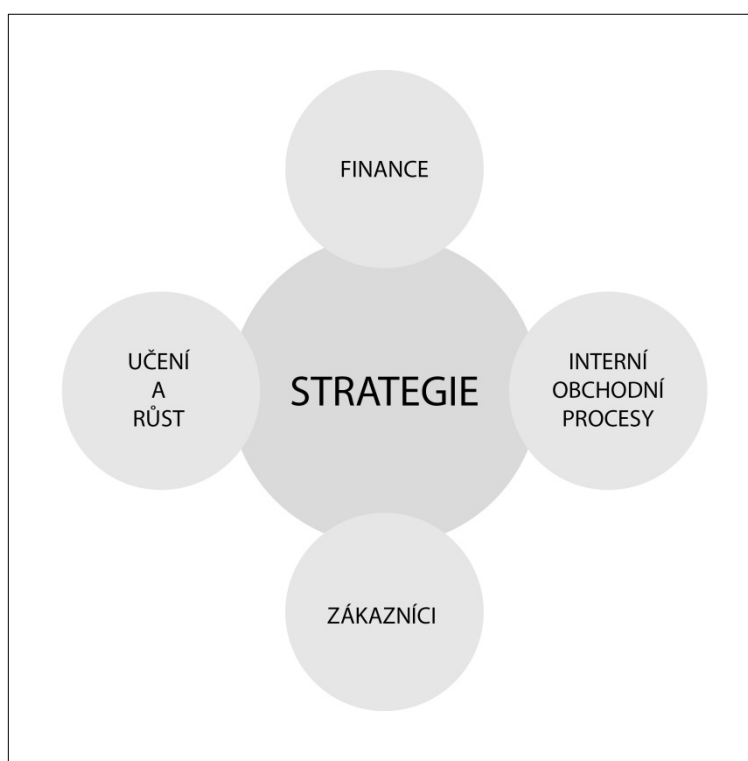 FINANCE
UČENÍ
A
RŮST
STRATEGIE
INTERNÍ
OBCHODNÍ
PROCESY
ZÁKAZNÍCI